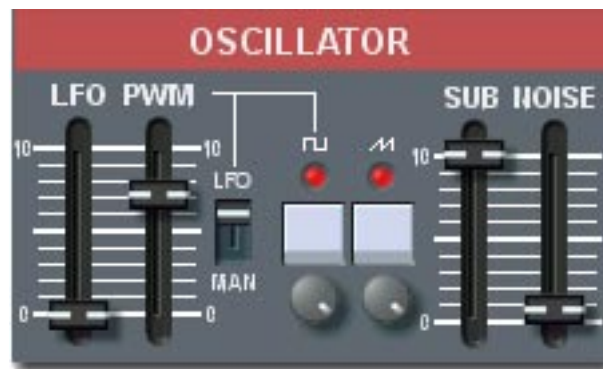 OSCILLATOR
LFO PWM SUB NOISE
10 10 LFO 10
MAN
0 0 0